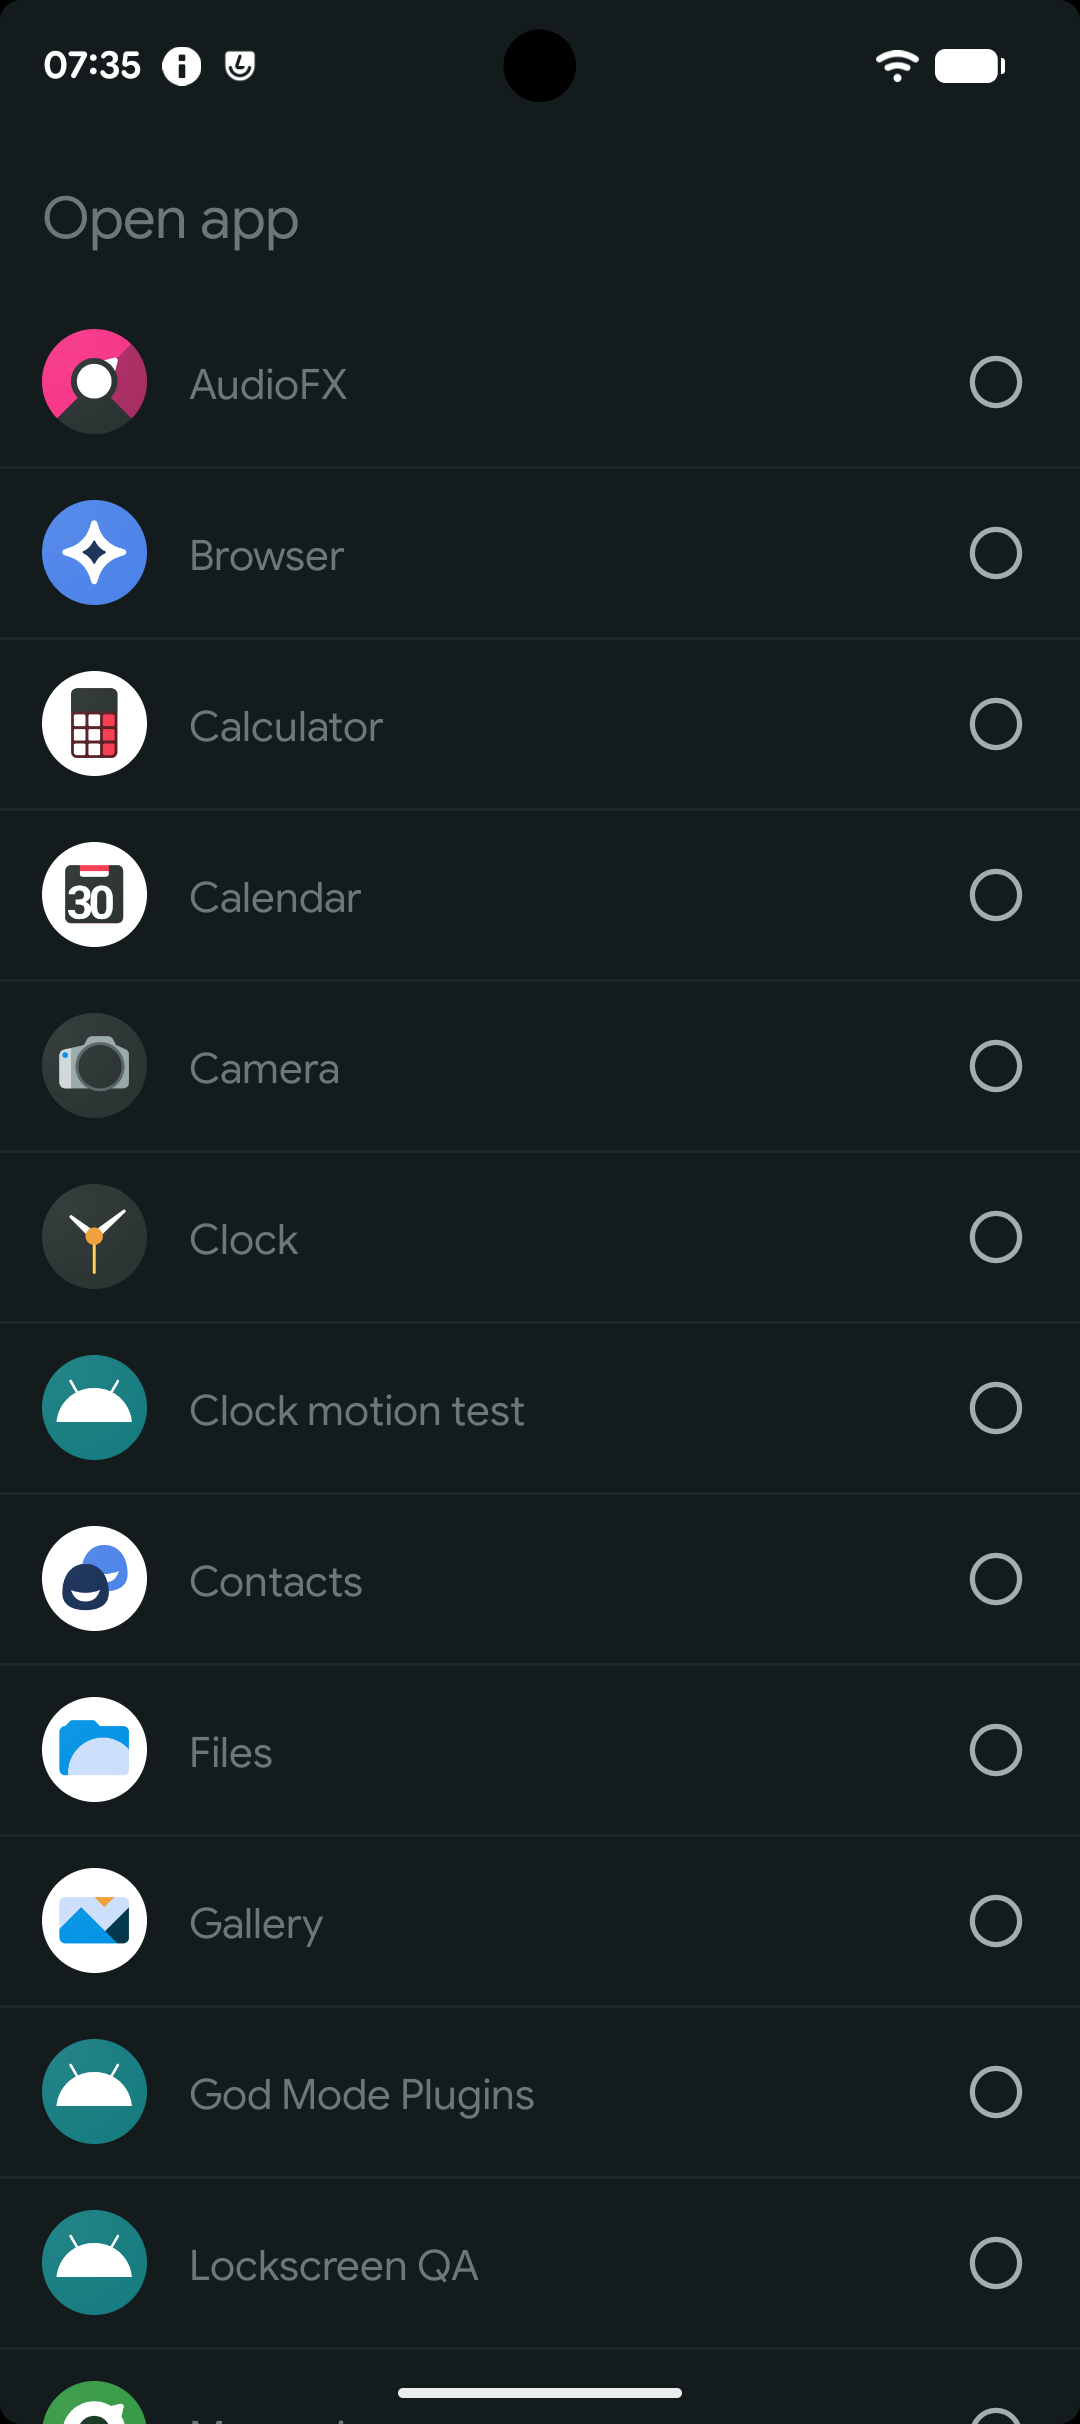 07:35
Open app
AudioFX
Browser
Calculator
30
Calendar
Camera
Clock
Clock motion test
Contacts
Files
Gallery
God Mode Plugins
Lockscreen QA